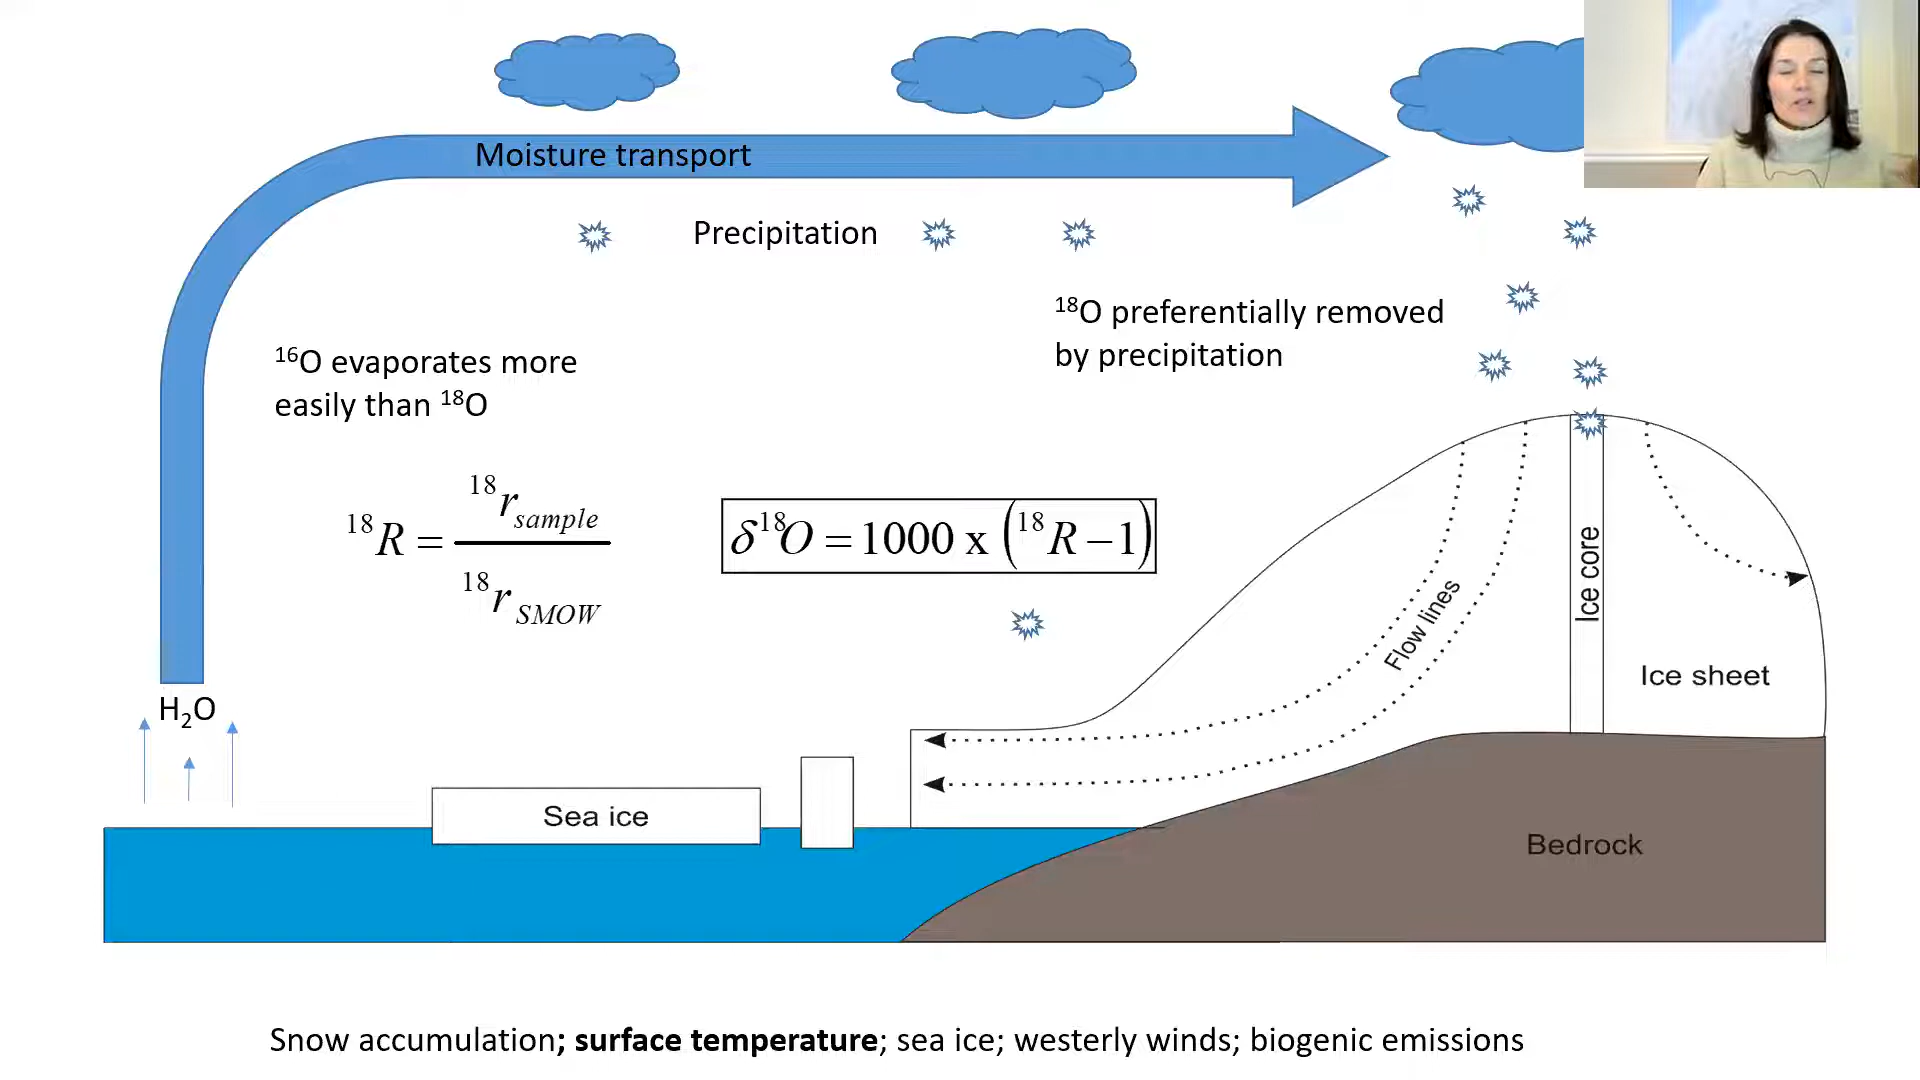 Moisture transport
Precipitation
¹⁸O preferentially removed
by precipitation
¹⁶O evaporates more
easily than ¹⁸O
¹⁸R = ¹⁸r_sample / ¹⁸r_SMOW
δ¹⁸O = 1000 x (¹⁸R − 1)
Flow lines
Ice core
Ice sheet
H₂O
Sea ice
Bedrock
Snow accumulation; surface temperature; sea ice; westerly winds; biogenic emissions